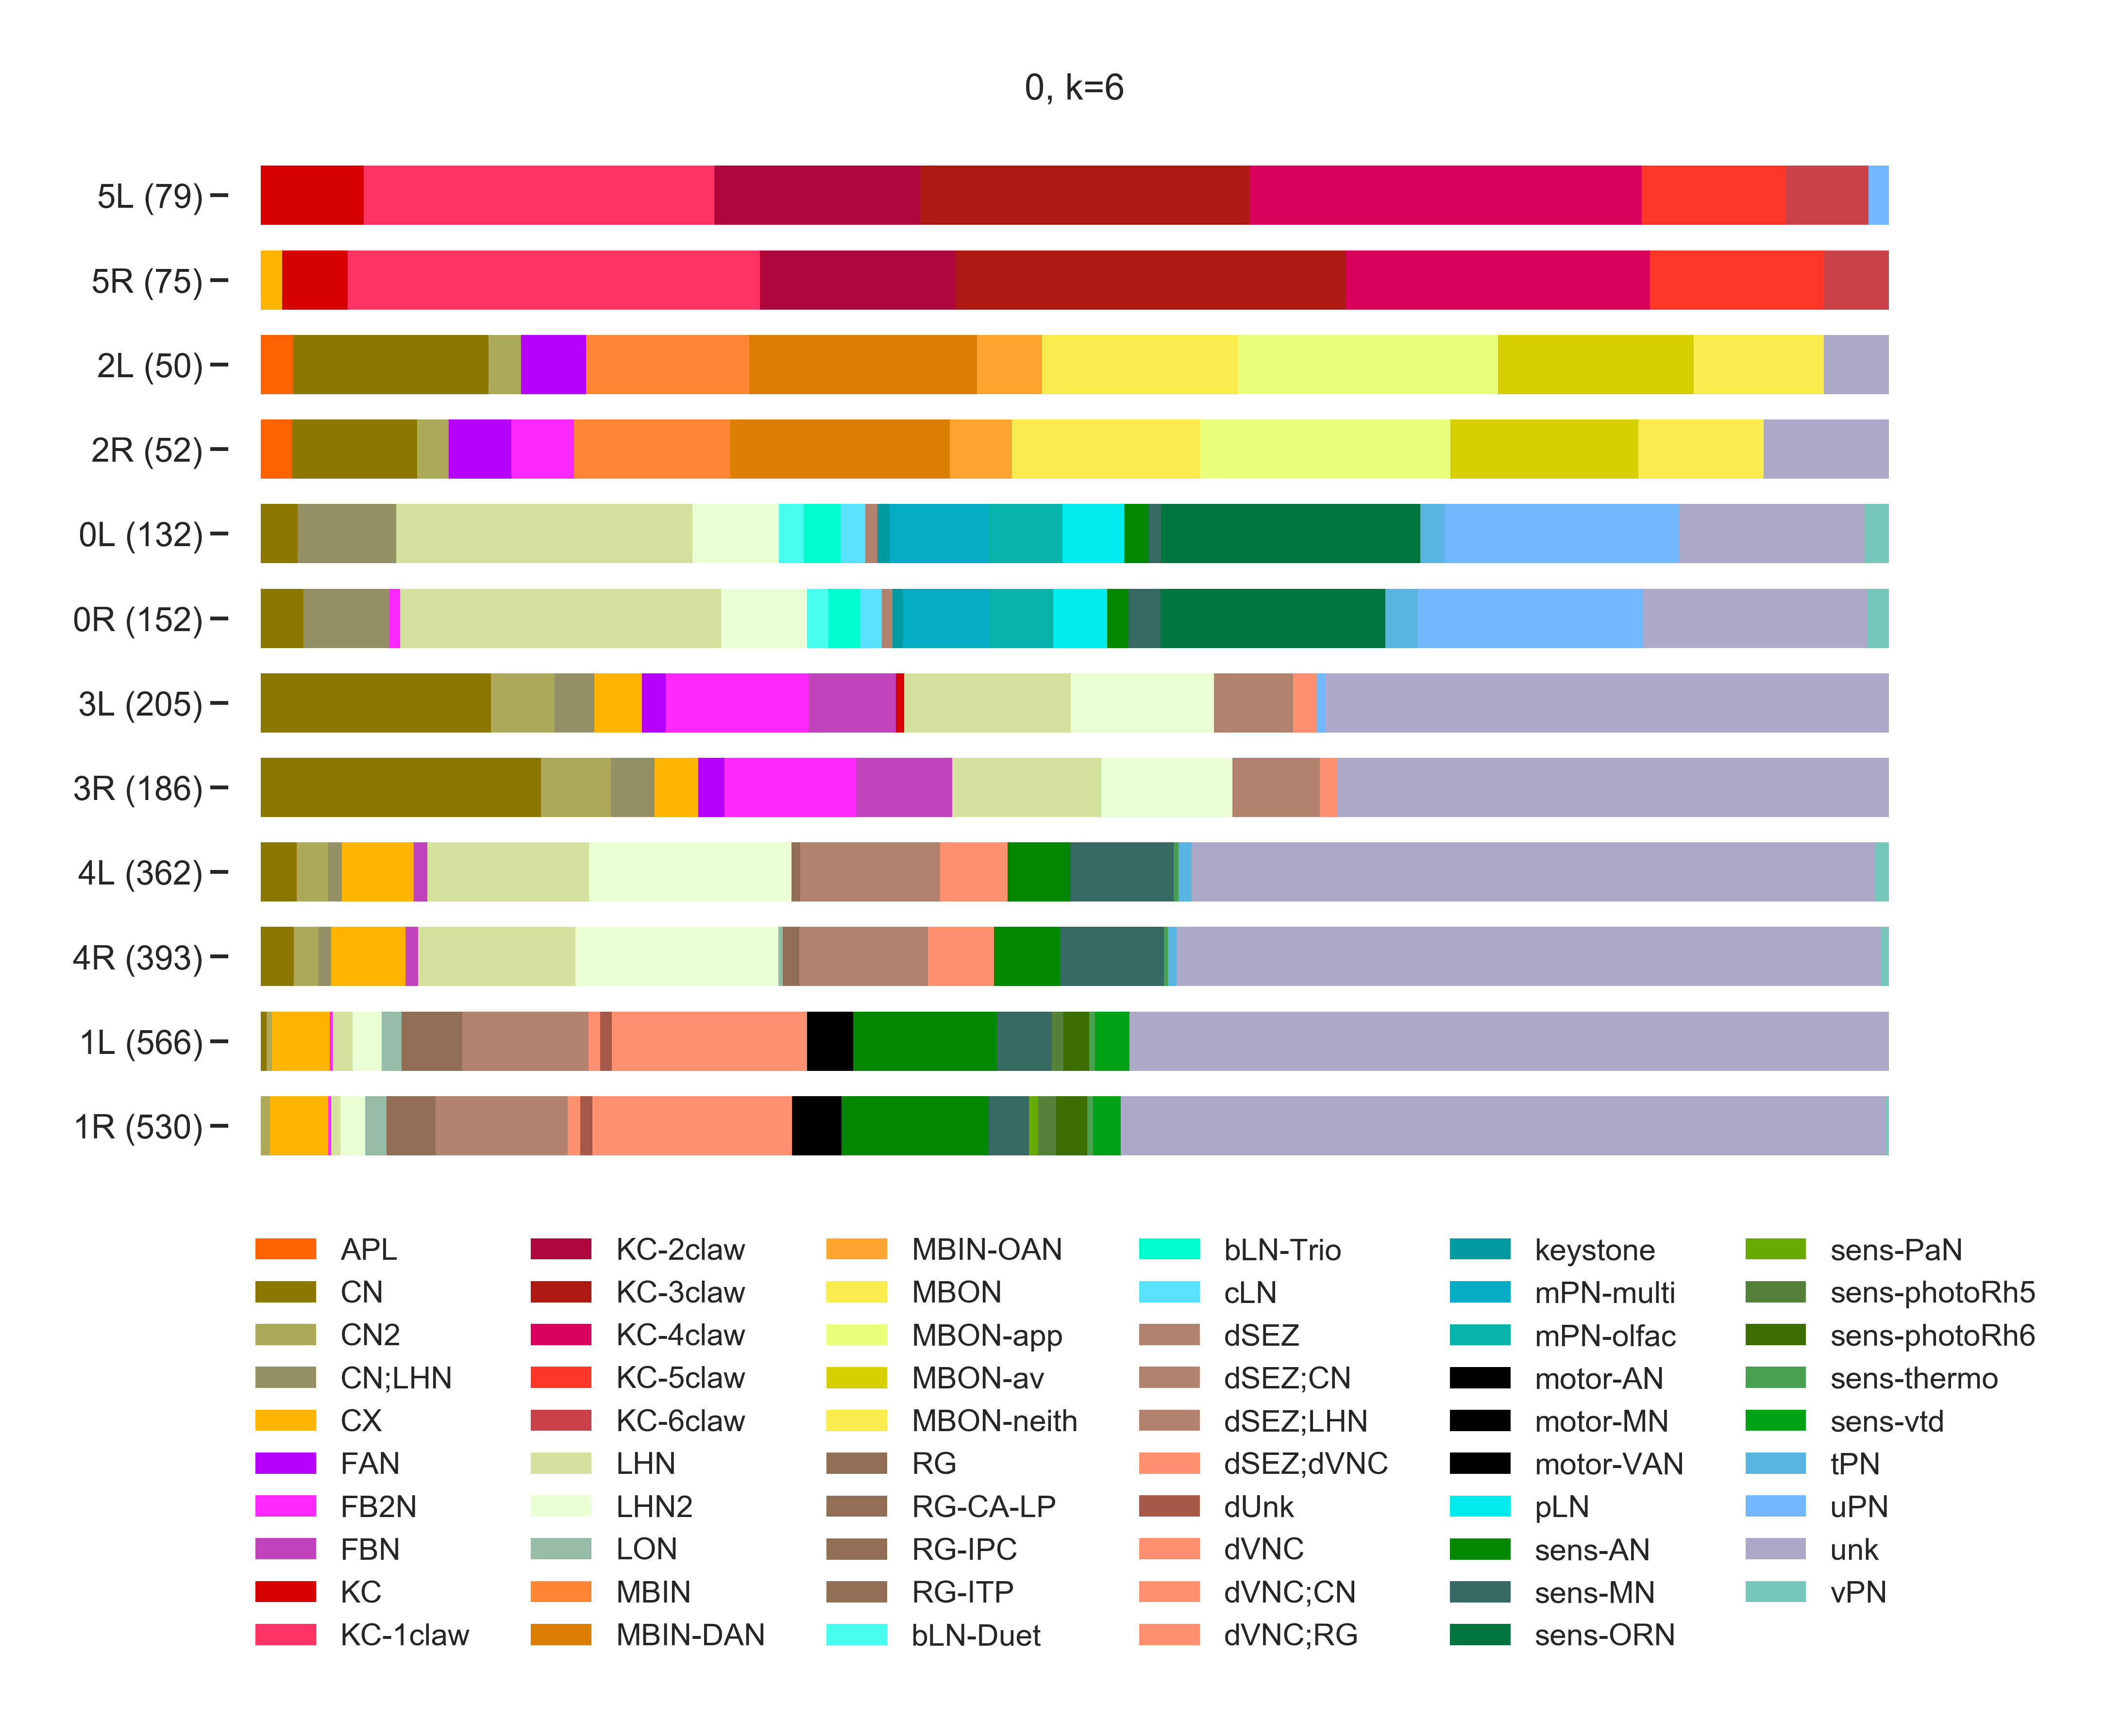 0, k=6
5L (79)
5R (75)
2L (50)
2R (52)
0L (132)
0R (152)
3L (205)
3R (186)
4L (362)
4R (393)
1L (566)
1R (530)
APL
CN
CN2
CN;LHN
CX
FAN
FB2N
FBN
KC
KC-1claw
KC-2claw
KC-3claw
KC-4claw
KC-5claw
KC-6claw
LHN
LHN2
LON
MBIN
MBIN-DAN
MBIN-OAN
MBON
MBON-app
MBON-av
MBON-neith
RG
RG-CA-LP
RG-IPC
RG-ITP
bLN-Duet
bLN-Trio
cLN
dSEZ
dSEZ;CN
dSEZ;LHN
dSEZ;dVNC
dUnk
dVNC
dVNC;CN
dVNC;RG
keystone
mPN-multi
mPN-olfac
motor-AN
motor-MN
motor-VAN
pLN
sens-AN
sens-MN
sens-ORN
sens-PaN
sens-photoRh5
sens-photoRh6
sens-thermo
sens-vtd
tPN
uPN
unk
vPN